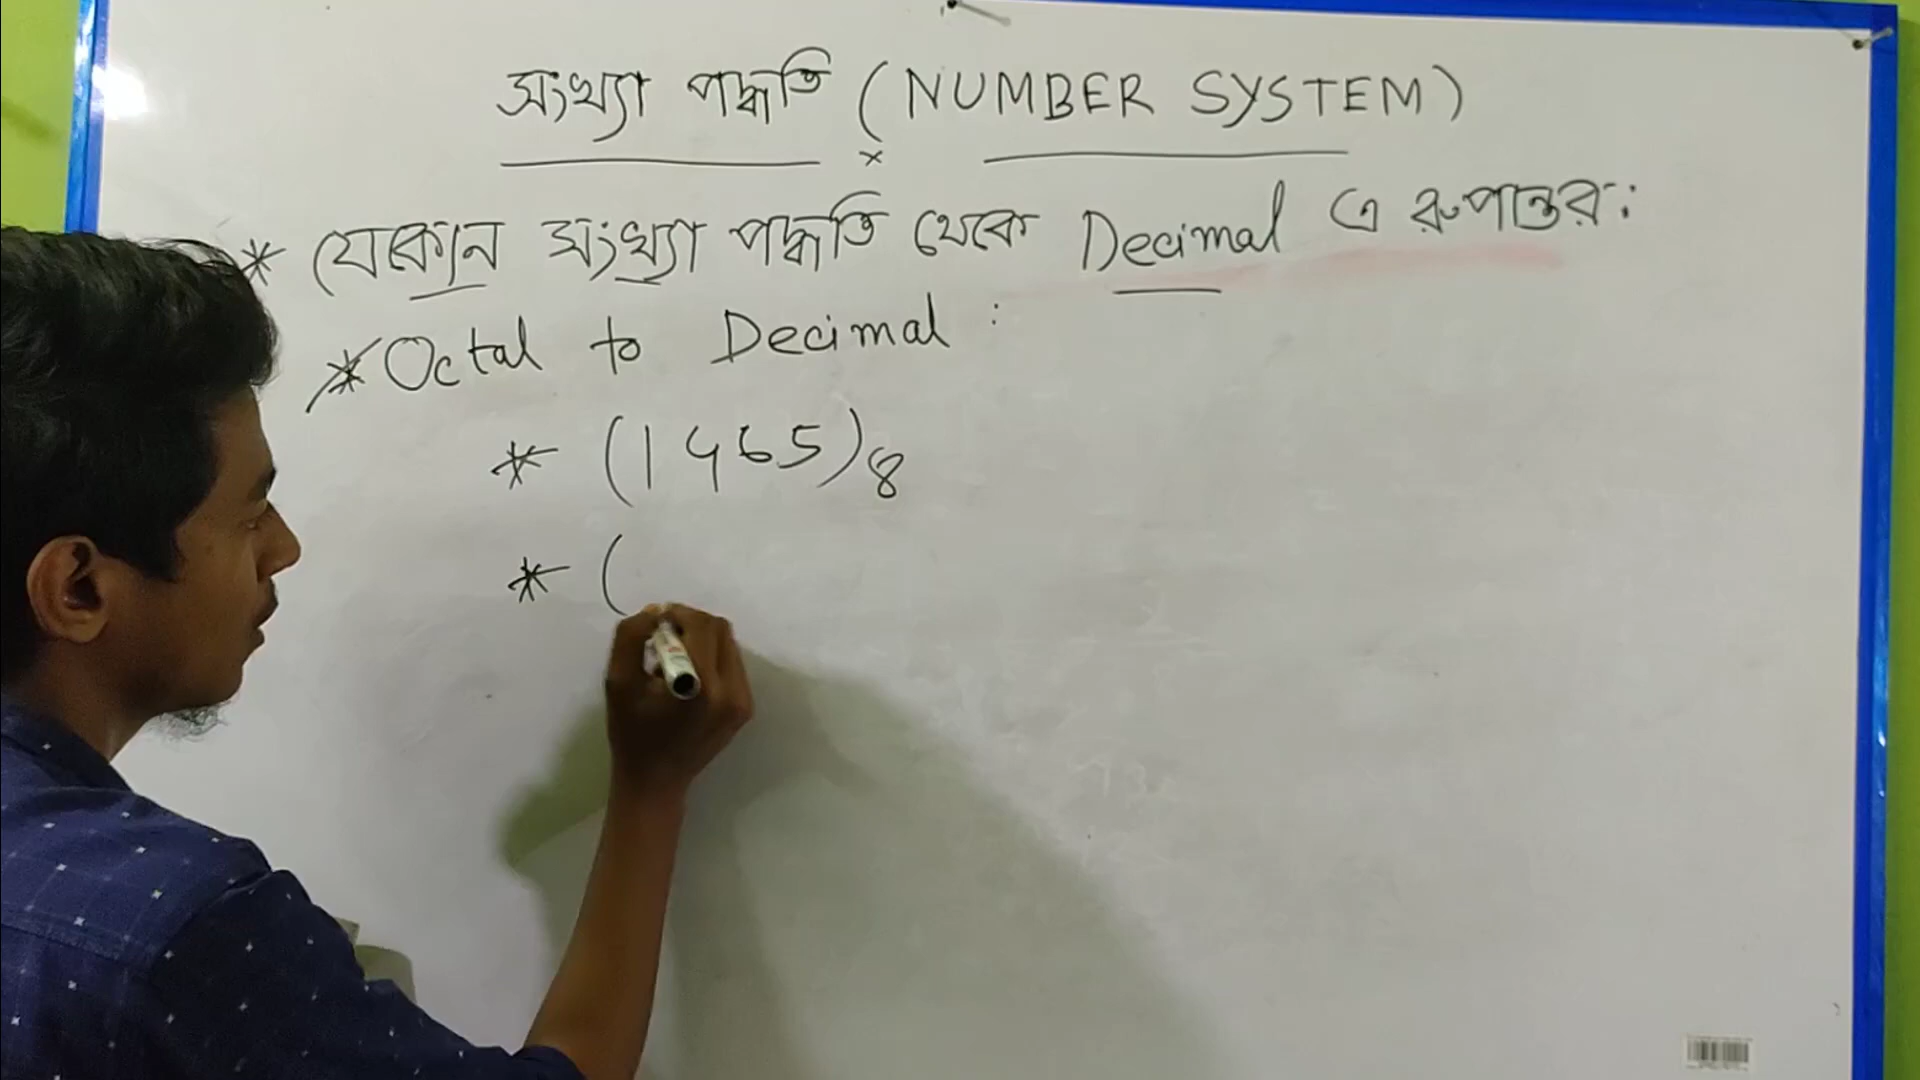 সংখ্যা পদ্ধতি (NUMBER SYSTEM)
x
* যেকোন সংখ্যা পদ্ধতি থেকে Decimal এ রুপান্তর:
* Octal to Decimal :
* (1465)8
* (